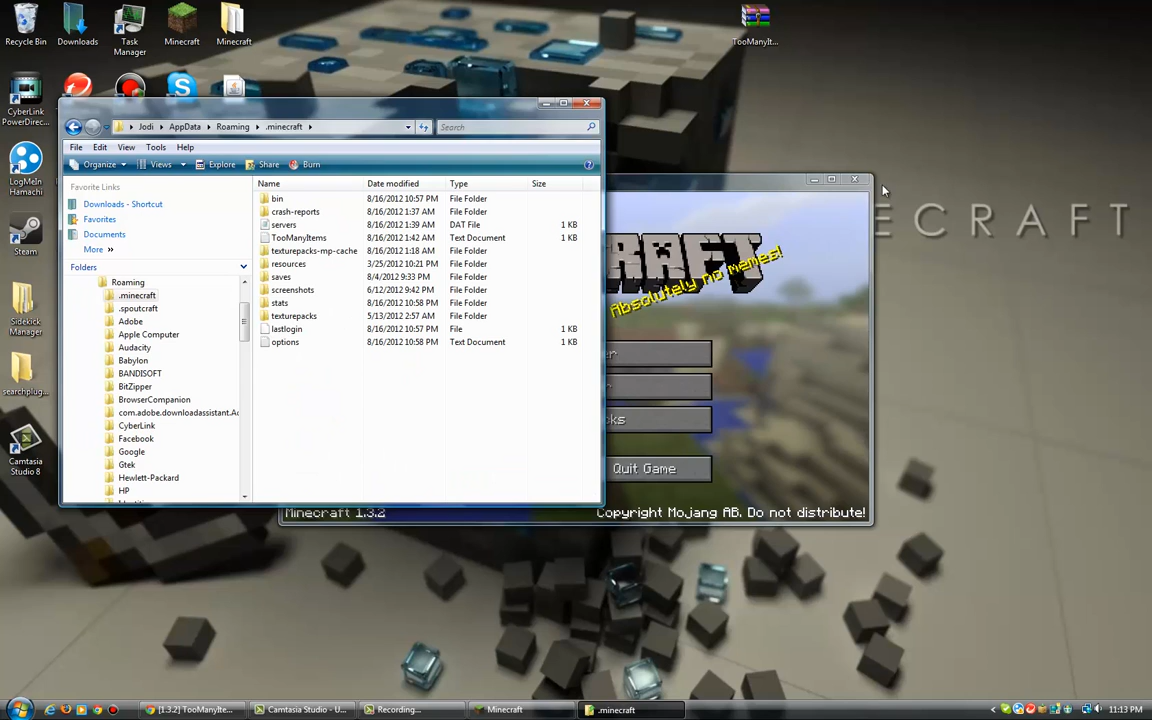 Recycle Bin
Downloads
Task Manager
Minecraft
Minecraft
TooManyIt...
CyberLink PowerDirec...
LogMeIn Hamachi
Steam
Sidekick Manager
searchplug...
Camtasia Studio 8
Jodi
AppData
Roaming
.minecraft
Search
File Edit View Tools Help
Organize Views Explore Share Burn
Favorite Links
Downloads - Shortcut
Favorites
Documents
More »
Folders
Roaming
.minecraft
.spoutcraft
Adobe
Apple Computer
Audacity
Babylon
BANDISOFT
BitZipper
BrowserCompanion
com.adobe.downloadassistant.Ac
CyberLink
Facebook
Google
Gtek
Hewlett-Packard
HP
Name Date modified Type Size
bin 8/16/2012 10:57 PM File Folder
crash-reports 8/16/2012 1:37 AM File Folder
servers 8/16/2012 1:39 AM DAT File 1 KB
TooManyItems 8/16/2012 1:42 AM Text Document 1 KB
texturepacks-mp-cache 8/16/2012 1:18 AM File Folder
resources 3/25/2012 10:21 PM File Folder
saves 8/4/2012 9:33 PM File Folder
screenshots 6/12/2012 9:42 PM File Folder
stats 8/16/2012 10:58 PM File Folder
texturepacks 5/13/2012 2:57 AM File Folder
lastlogin 8/16/2012 10:57 PM File 1 KB
options 8/16/2012 10:58 PM Text Document 1 KB
RAFT
Absolutely no memes!
er
r
ks
Quit Game
Minecraft 1.3.2
Copyright Mojang AB. Do not distribute!
ECRAFT
[1.3.2] TooManyIte...
Camtasia Studio - U...
Recording...
Minecraft
.minecraft
11:13 PM